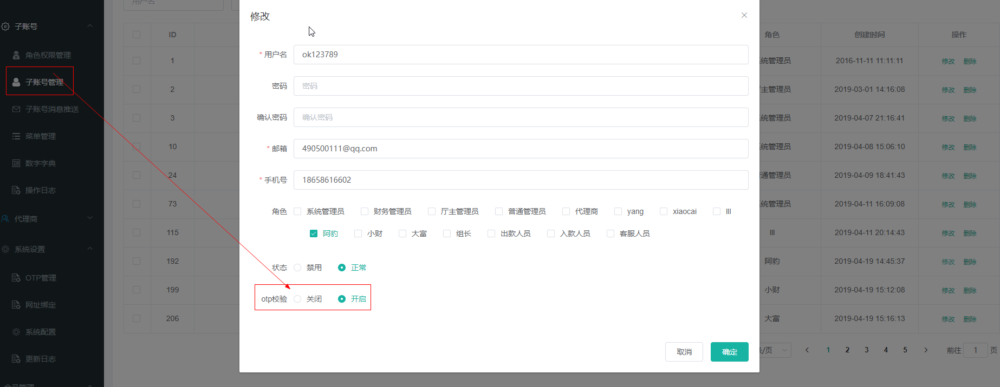 用户名
子账号
角色权限管理
子账号管理
子账号消息推送
菜单管理
数字字典
操作日志
代理商
系统设置
OTP管理
网址绑定
系统配置
更新日志
ID
1
2
3
10
24
73
115
192
199
206
修改
* 用户名 ok123789
密码 密码
确认密码 确认密码
* 邮箱 490500111@qq.com
* 手机号 18658616602
角色 系统管理员 财务管理员 厅主管理员 普通管理员 代理商 yang xiaocai lll
阿豹 小财 大富 组长 出款人员 入款人员 客服人员
状态 禁用 正常
otp校验 关闭 开启
取消 确定
角色 创建时间 操作
统管理员 2016-11-11 11:11:11 修改 删除
主管理员 2019-03-01 14:16:08 修改 删除
统管理员 2019-04-07 21:16:41 修改 删除
统管理员 2019-04-08 15:06:10 修改 删除
通管理员 2019-04-09 18:41:43 修改 删除
统管理员 2019-04-11 16:09:08 修改 删除
lll 2019-04-11 20:14:43 修改 删除
阿豹 2019-04-19 14:45:37 修改 删除
小财 2019-04-19 15:12:08 修改 删除
大富 2019-04-19 15:16:13 修改 删除
/页 1 2 3 4 5 前往 1 页